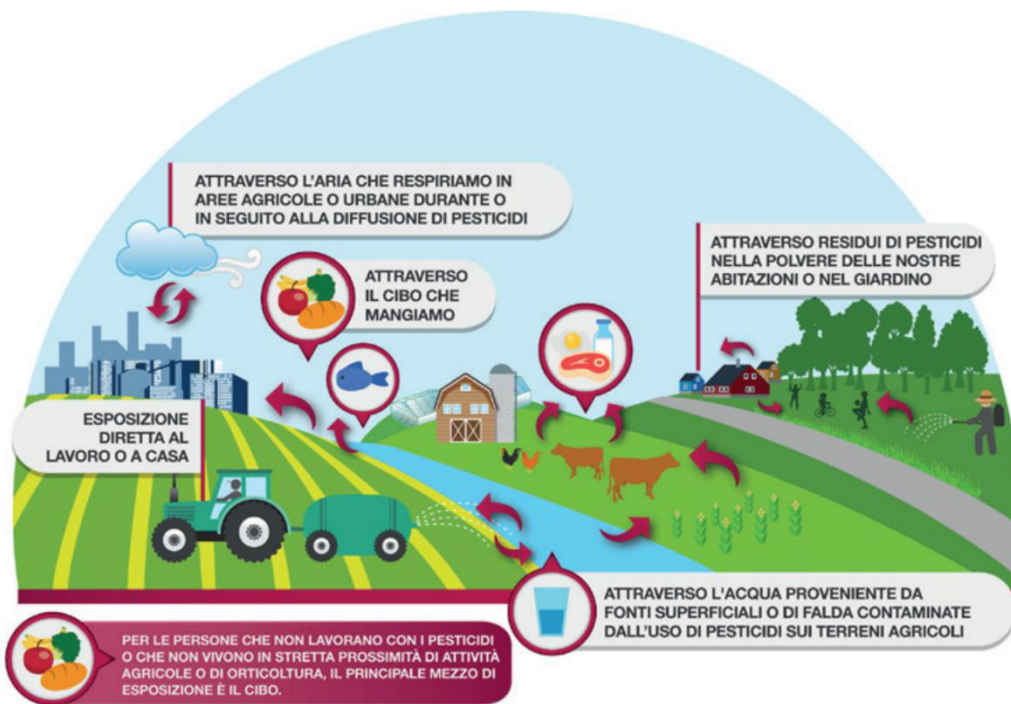 ATTRAVERSO L'ARIA CHE RESPIRIAMO IN
AREE AGRICOLE O URBANE DURANTE O
IN SEGUITO ALLA DIFFUSIONE DI PESTICIDI
ATTRAVERSO
IL CIBO CHE
MANGIAMO
ATTRAVERSO RESIDUI DI PESTICIDI
NELLA POLVERE DELLE NOSTRE
ABITAZIONI O NEL GIARDINO
ESPOSIZIONE
DIRETTA AL
LAVORO O A CASA
ATTRAVERSO L'ACQUA PROVENIENTE DA
FONTI SUPERFICIALI O DI FALDA CONTAMINATE
DALL'USO DI PESTICIDI SUI TERRENI AGRICOLI
PER LE PERSONE CHE NON LAVORANO CON I PESTICIDI
O CHE NON VIVONO IN STRETTA PROSSIMITÀ DI ATTIVITÀ
AGRICOLE O DI ORTICOLTURA, IL PRINCIPALE MEZZO DI
ESPOSIZIONE È IL CIBO.